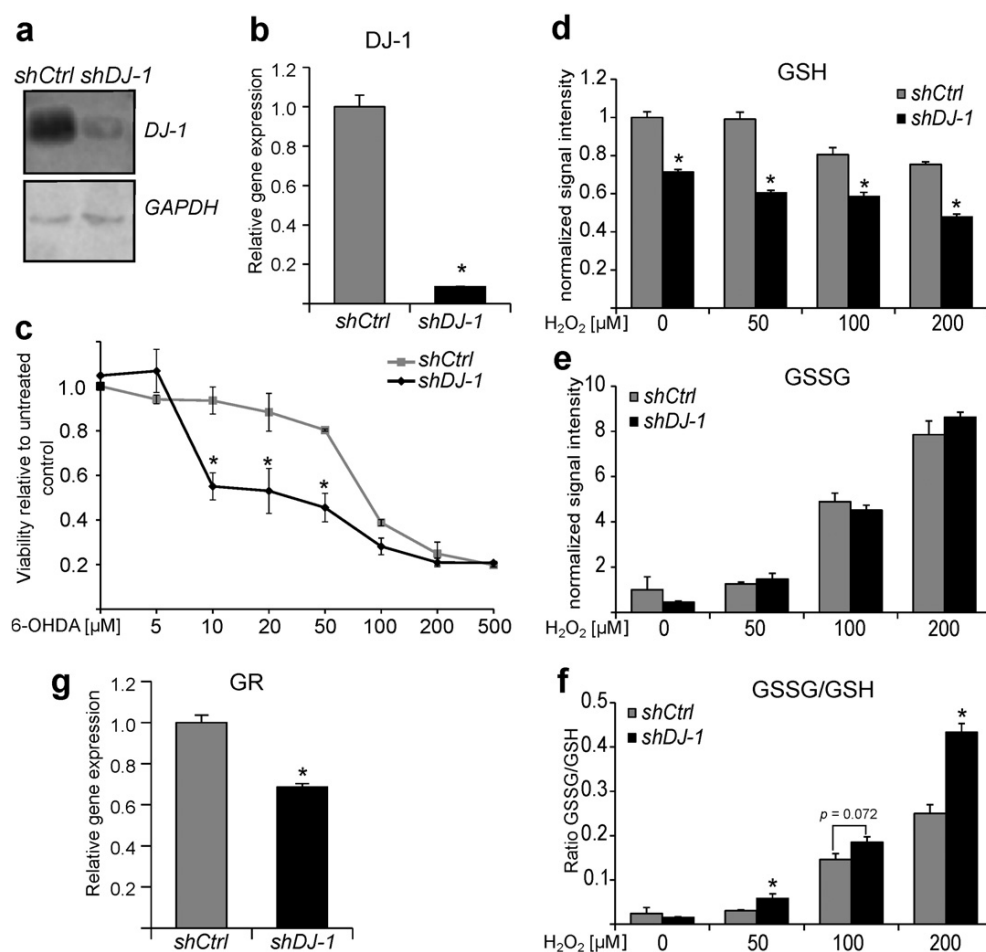 a
shCtrl shDJ-1
DJ-1
GAPDH
b
DJ-1
Relative gene expression
1.2
1.0
0.8
0.6
0.4
0.2
shCtrl shDJ-1
*
c
Viability relative to untreated
control
1.0
0.8
0.6
0.4
0.2
shCtrl
shDJ-1
* * *
6-OHDA [µM] 5 10 20 50 100 200 500
d
GSH
normalized signal intensity
1.2
1
0.8
0.6
0.4
0.2
shCtrl
shDJ-1
* * * *
H₂O₂ [µM] 0 50 100 200
e
GSSG
normalized signal intensity
10
8
6
4
2
shCtrl
shDJ-1
H₂O₂ [µM] 0 50 100 200
f
GSSG/GSH
Ratio GSSG/GSH
0.5
0.4
0.3
0.2
0.1
shCtrl
shDJ-1
*
p = 0.072
*
H₂O₂ [µM] 0 50 100 200
g
GR
Relative gene expression
1.2
1.0
0.8
0.6
0.4
0.2
*
shCtrl shDJ-1